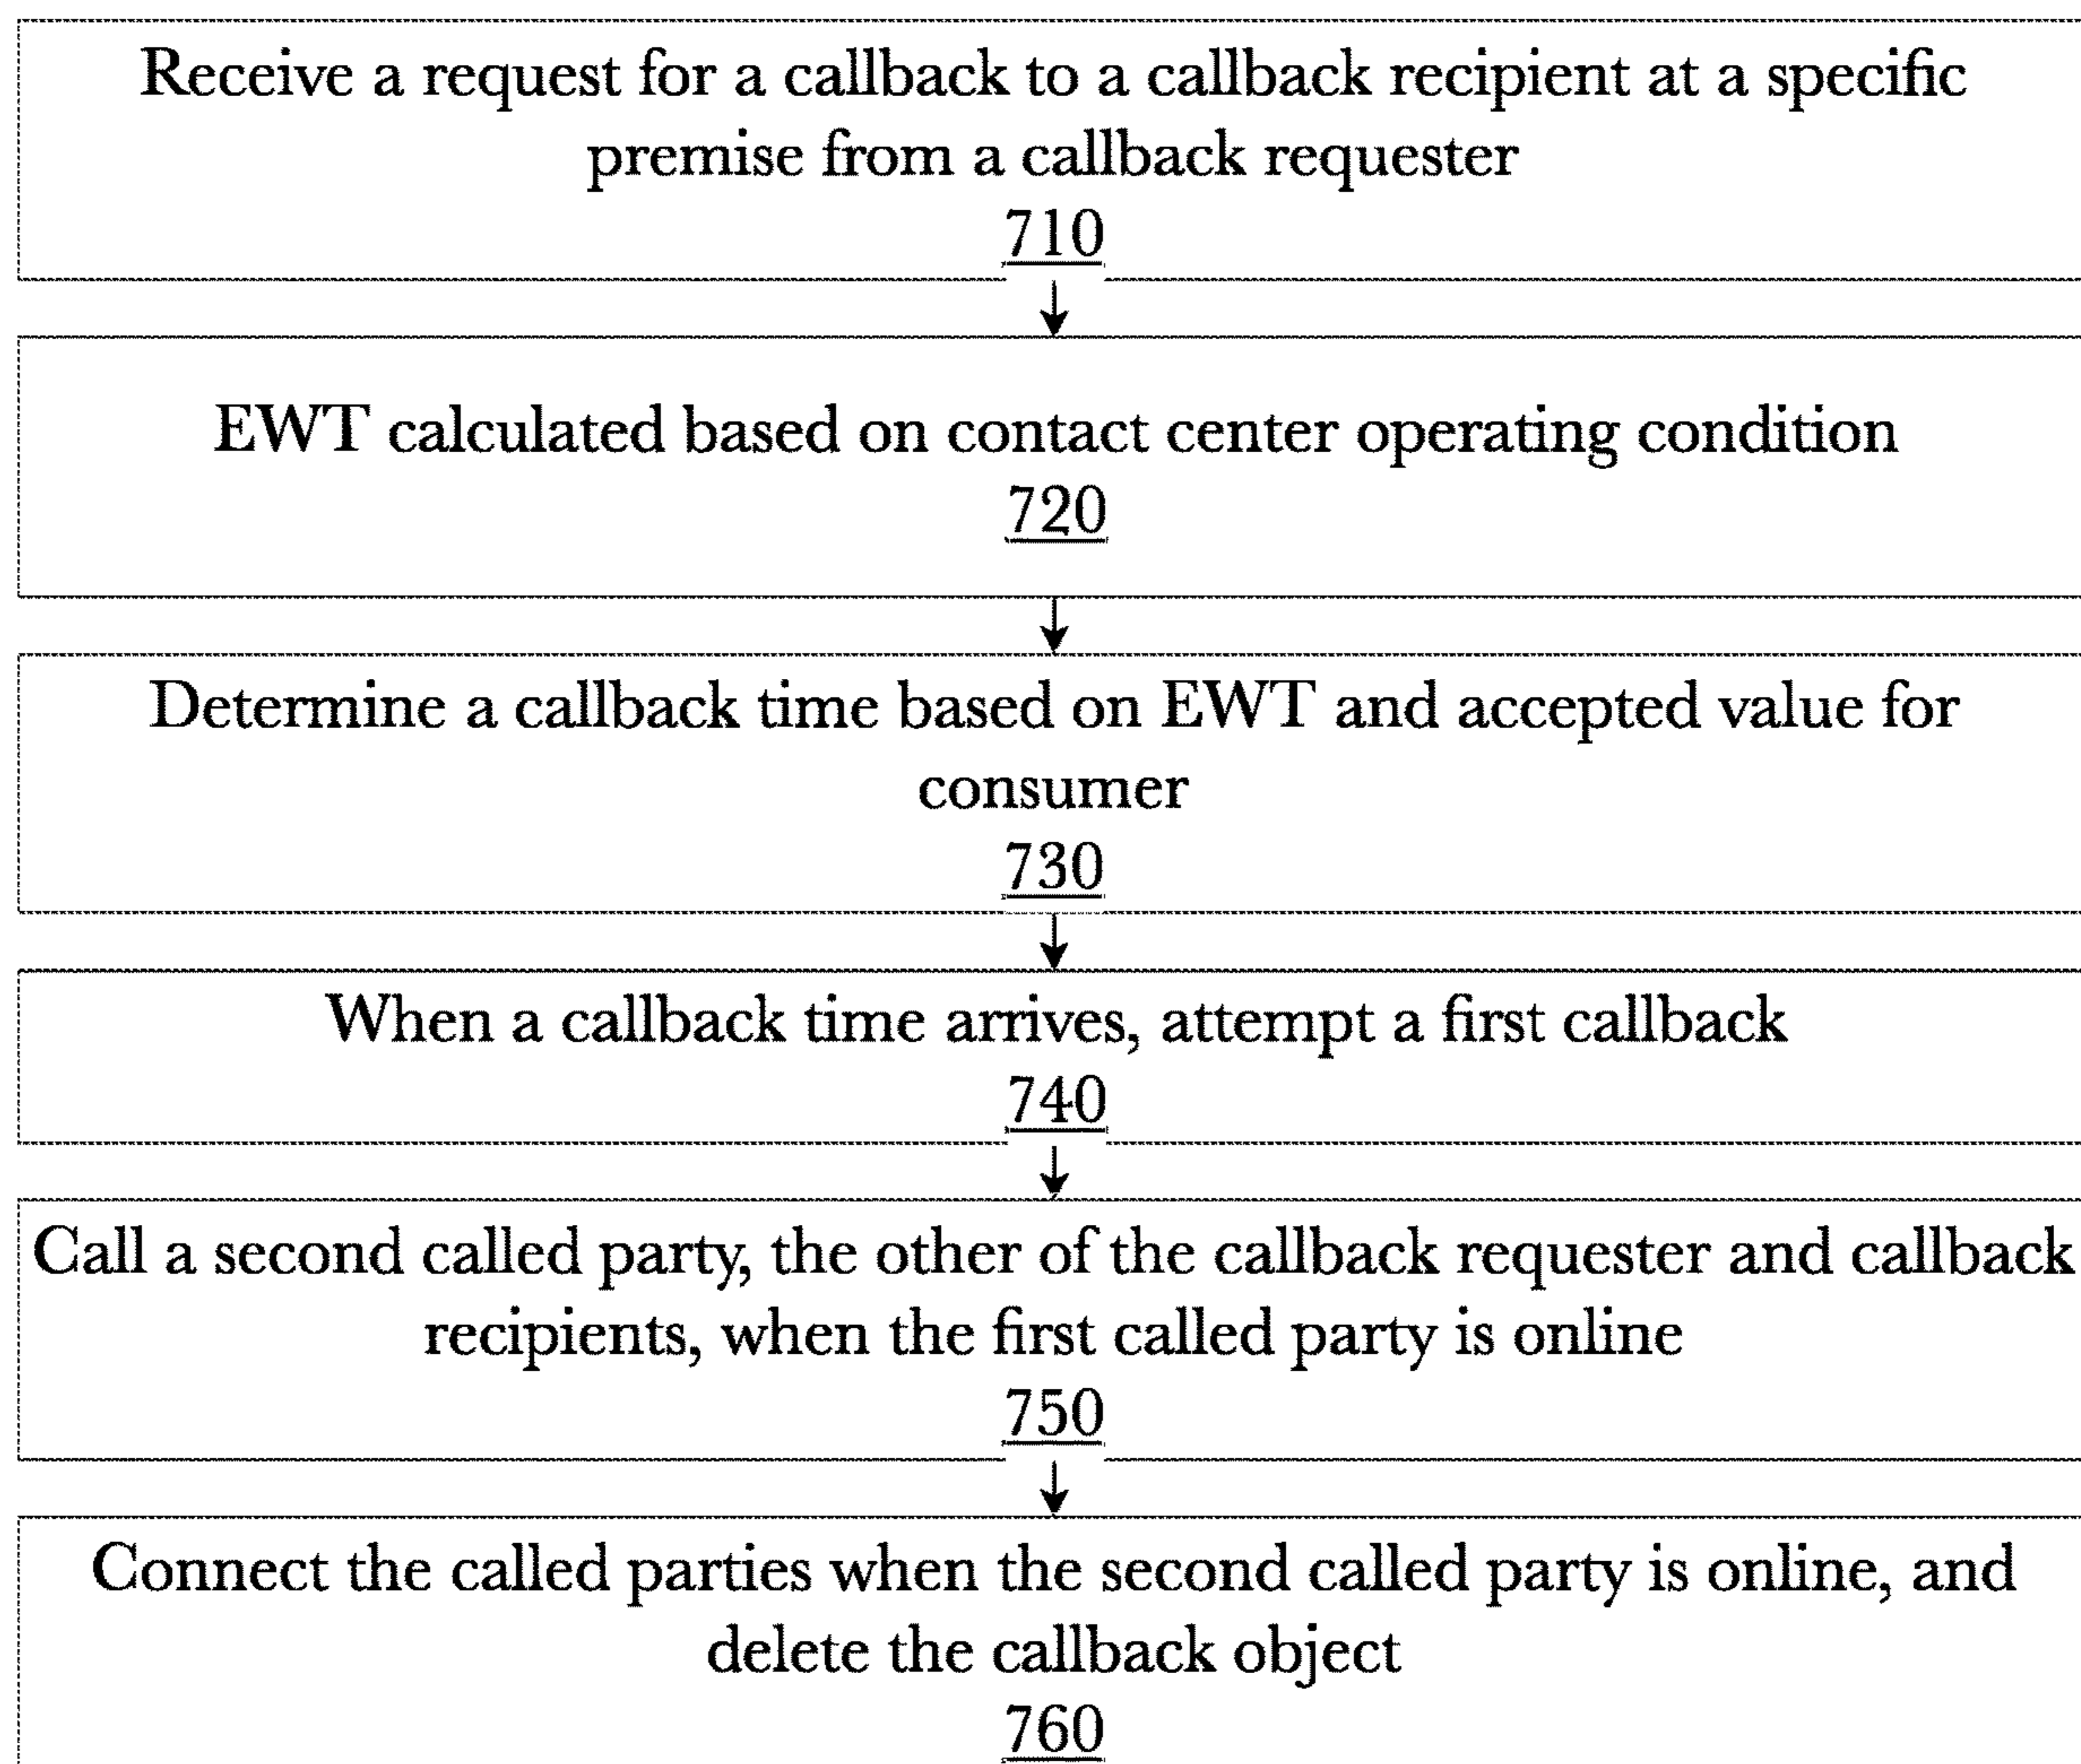 Receive a request for a callback to a callback recipient at a specific
premise from a callback requester
710
EWT calculated based on contact center operating condition
720
Determine a callback time based on EWT and accepted value for
consumer
730
When a callback time arrives, attempt a first callback
740
Call a second called party, the other of the callback requester and callback
recipients, when the first called party is online
750
Connect the called parties when the second called party is online, and
delete the callback object
760